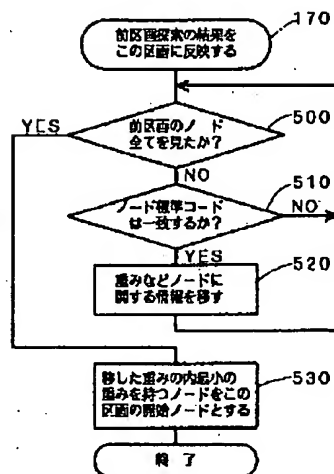 前区画探索の結果を
この区画に反映する
170
前区画のノード
全てを見たか?
500
YES
NO
ノード標準コード
は一致するか?
510
NO
YES
重みなどノードに
関する情報を移す
520
移した重みの内最小の
重みを持つノードをこの
区画の開始ノードとする
530
終了